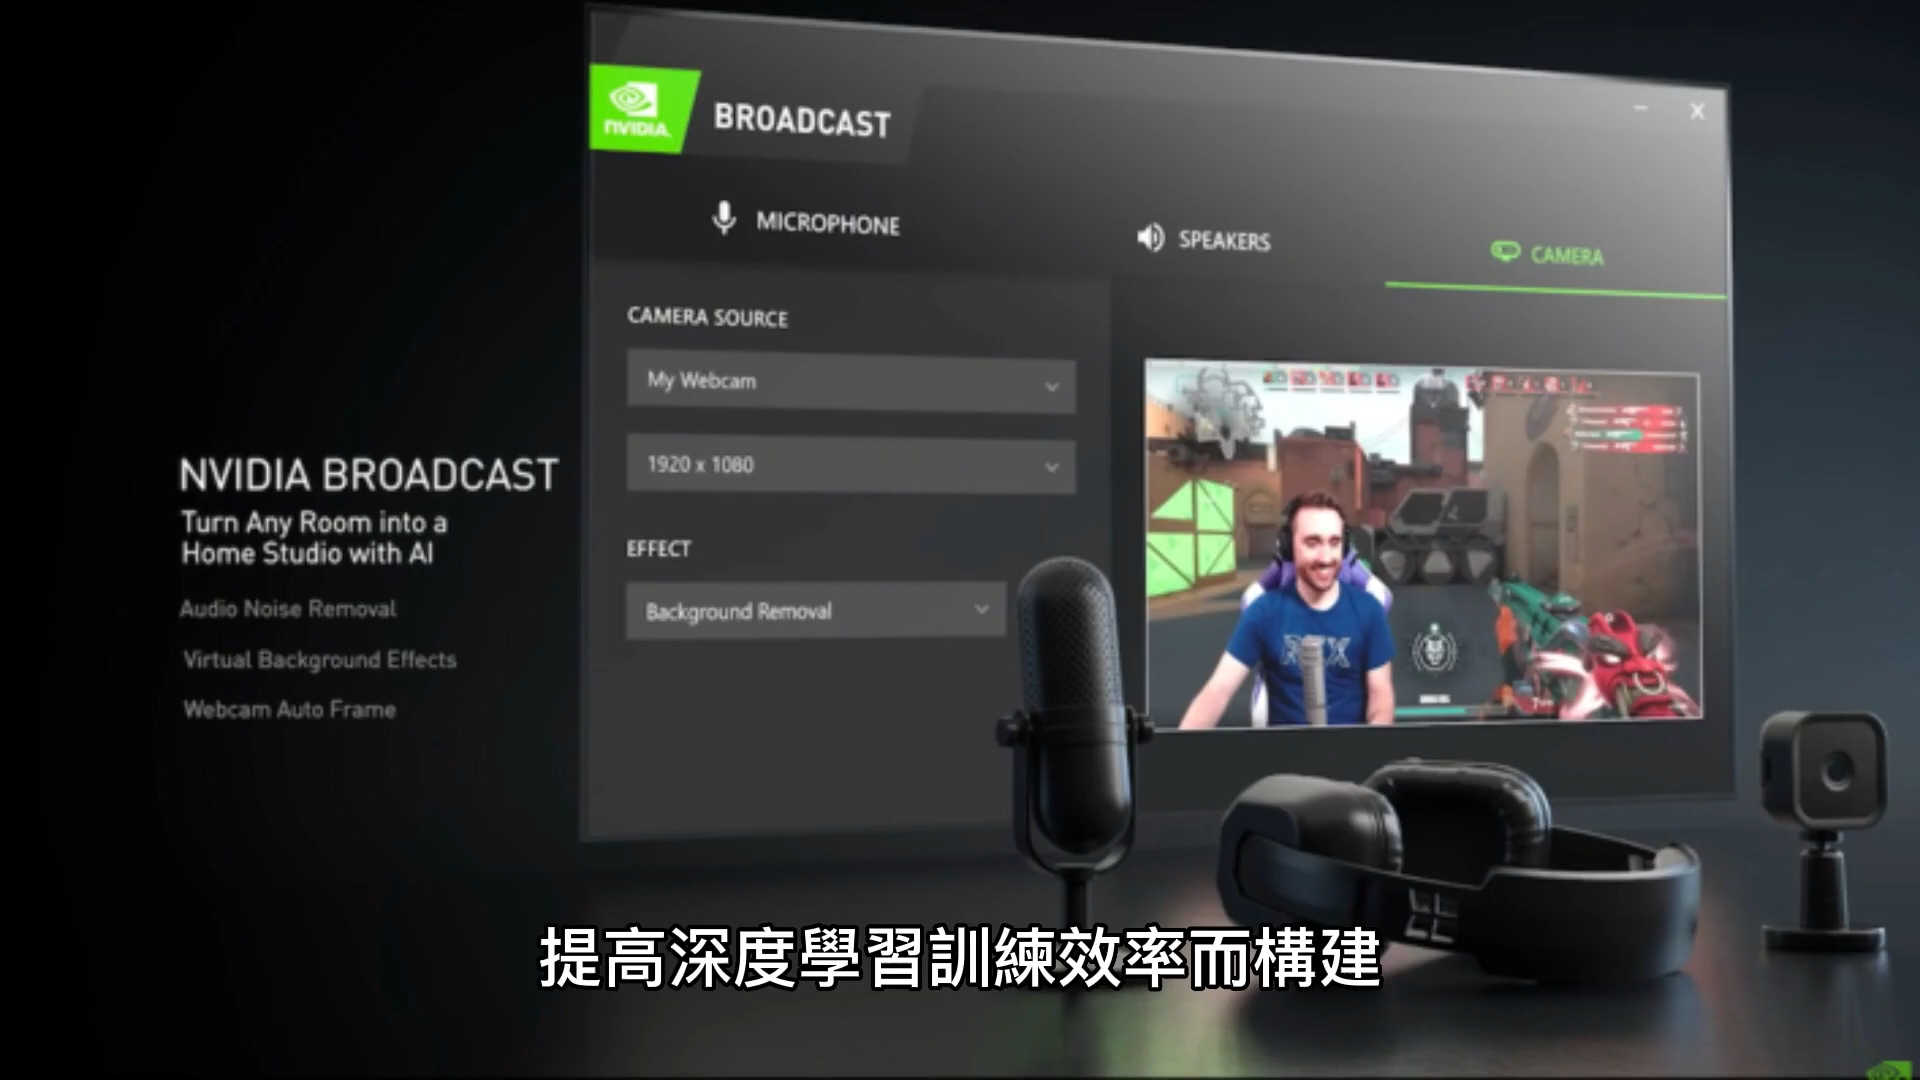 NVIDIA
BROADCAST
MICROPHONE
SPEAKERS
CAMERA
CAMERA SOURCE
My Webcam
1920 x 1080
EFFECT
Background Removal
NVIDIA BROADCAST
Turn Any Room into a
Home Studio with AI
Audio Noise Removal
Virtual Background Effects
Webcam Auto Frame
RTX
提高深度學習訓練效率而構建